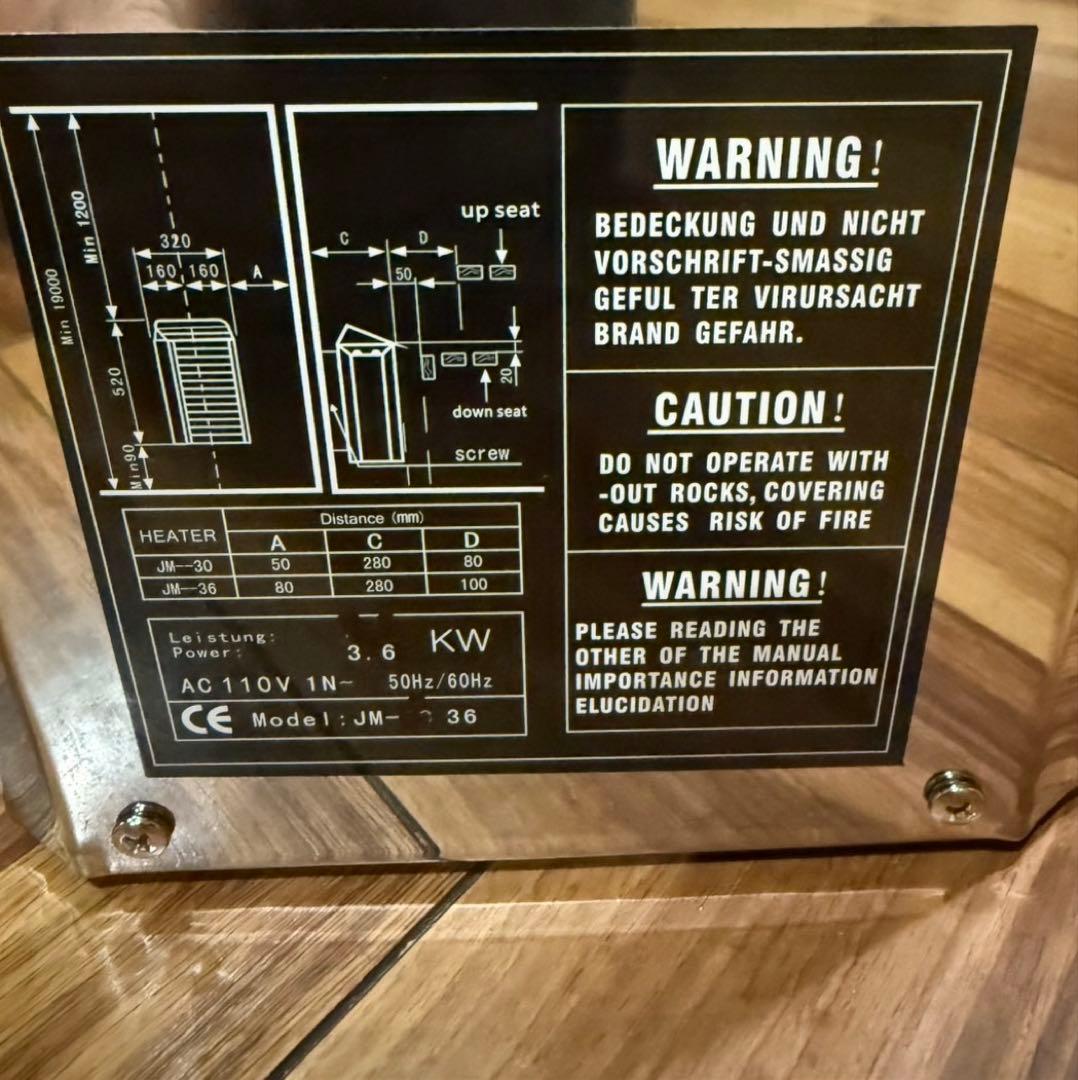 Min 19000
Min 1200
320
160 160
A
520
Min90
up seat
C
D
50
20
down seat
screw
HEATER
Distance (mm)
A C D
JM--30 50 280 80
JM--36 80 280 100
Leistung:
Power: 3.6 KW
AC 110V 1N~ 50Hz/60Hz
CE Model:JM- 36
WARNING!
BEDECKUNG UND NICHT
VORSCHRIFT-SMASSIG
GEFUL TER VIRURSACHT
BRAND GEFAHR.
CAUTION!
DO NOT OPERATE WITH
-OUT ROCKS, COVERING
CAUSES RISK OF FIRE
WARNING!
PLEASE READING THE
OTHER OF THE MANUAL
IMPORTANCE INFORMATION
ELUCIDATION